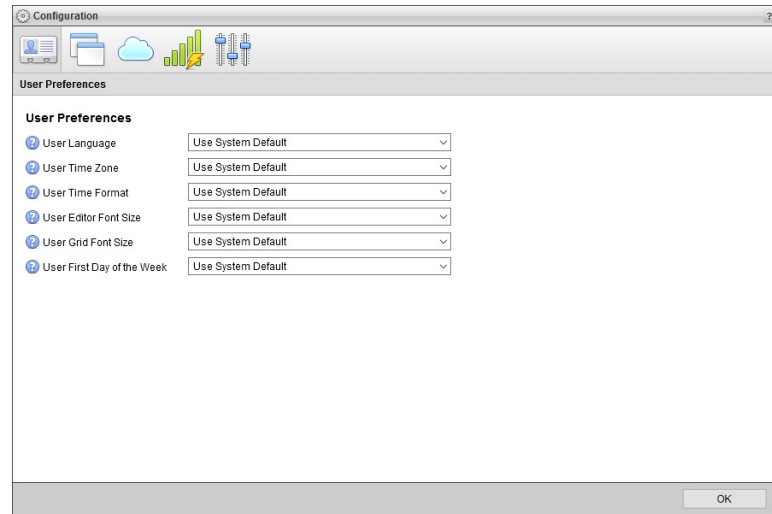 Configuration
?
User Preferences
User Preferences
? User Language Use System Default
? User Time Zone Use System Default
? User Time Format Use System Default
? User Editor Font Size Use System Default
? User Grid Font Size Use System Default
? User First Day of the Week Use System Default
OK